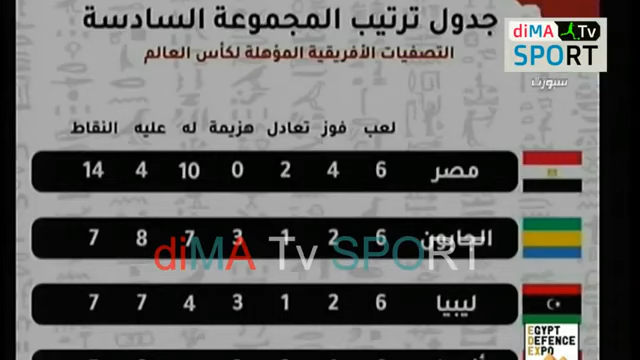 جدول ترتيب المجموعة السادسة
التصفيات الأفريقية المؤهلة لكأس العالم
diMA Tv
SPORT
سبورت
لعب فوز تعادل هزيمة له عليه النقاط
مصر 6 4 2 0 10 4 14
الجابون 6 2 1 3 7 8 7
diMA Tv SPORT
ليبيا 6 2 1 3 4 7 7
EGYPT
DEFENCE
EXPO